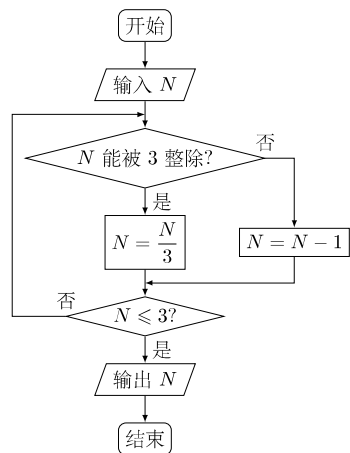 开始
输入 N
N 能被 3 整除?
否
是
N = N/3
N = N − 1
否
N ⩽ 3?
是
输出 N
结束